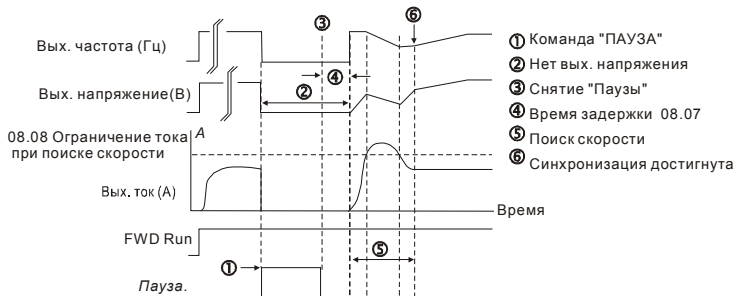 ③
⑥
Вых. частота (Гц)
④
②
Вых. напряжение(В)
08.08 Ограничение тока
при поиске скорости
А
Вых. ток (А)
Время
FWD Run
⑤
①
Пауза.
① Команда "ПАУЗА"
② Нет вых. напряжения
③ Снятие "Паузы"
④ Время задержки 08.07
⑤ Поиск скорости
⑥ Синхронизация достигнута